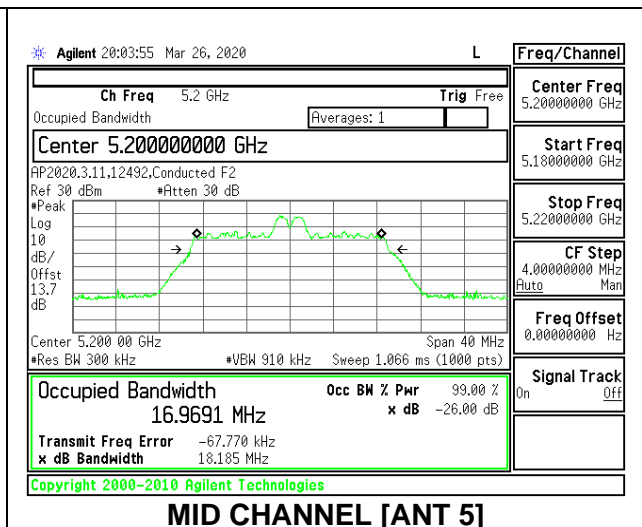 Agilent 20:03:55 Mar 26, 2020 L
Freq/Channel
Ch Freq 5.2 GHz Trig Free
Occupied Bandwidth Averages: 1
Center 5.200000000 GHz
AP2020.3.11,12492,Conducted F2
Ref 30 dBm #Atten 30 dB
#Peak
Log
10
dB/
Offst
13.7
dB
Center 5.200 00 GHz Span 40 MHz
#Res BW 300 kHz #VBW 910 kHz Sweep 1.066 ms (1000 pts)
Occupied Bandwidth Occ BW % Pwr 99.00 %
16.9691 MHz x dB -26.00 dB
Transmit Freq Error -67.770 kHz
x dB Bandwidth 18.185 MHz
Copyright 2000-2010 Agilent Technologies
Center Freq
5.20000000 GHz
Start Freq
5.18000000 GHz
Stop Freq
5.22000000 GHz
CF Step
4.00000000 MHz
Auto Man
Freq Offset
0.00000000 Hz
Signal Track
On Off
MID CHANNEL [ANT 5]